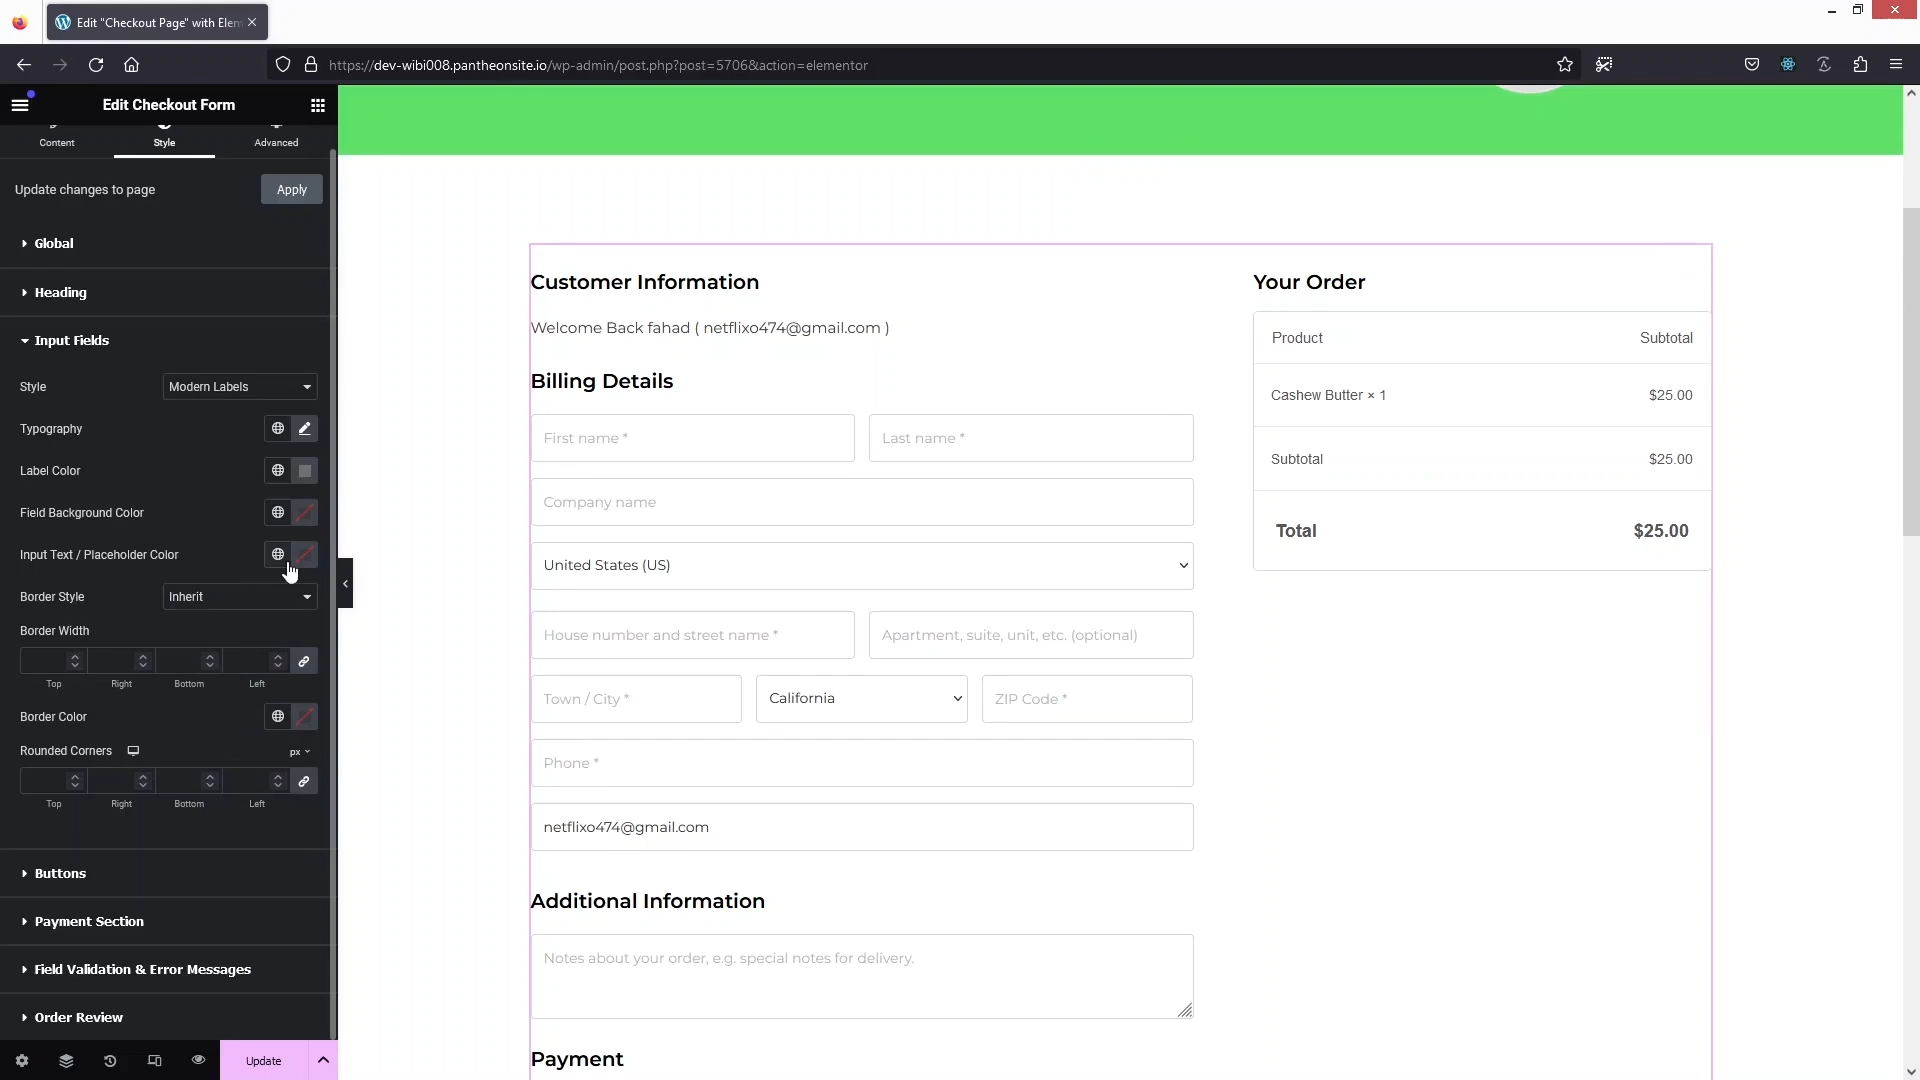 Edit "Checkout Page" with Elem
https://dev-wibi008.pantheonsite.io/wp-admin/post.php?post=5706&action=elementor
Edit Checkout Form
Content
Style
Advanced
Update changes to page
Apply
Global
Heading
Input Fields
Style
Modern Labels
Typography
Label Color
Field Background Color
Input Text / Placeholder Color
Border Style
Inherit
Border Width
Top
Right
Bottom
Left
Border Color
Rounded Corners
px
Top
Right
Bottom
Left
Buttons
Payment Section
Field Validation & Error Messages
Order Review
Update
Customer Information
Welcome Back fahad ( netflixo474@gmail.com )
Billing Details
First name *
Last name *
Company name
United States (US)
House number and street name *
Apartment, suite, unit, etc. (optional)
Town / City *
California
ZIP Code *
Phone *
netflixo474@gmail.com
Additional Information
Notes about your order, e.g. special notes for delivery.
Payment
Your Order
Product
Subtotal
Cashew Butter × 1
$25.00
Subtotal
$25.00
Total
$25.00